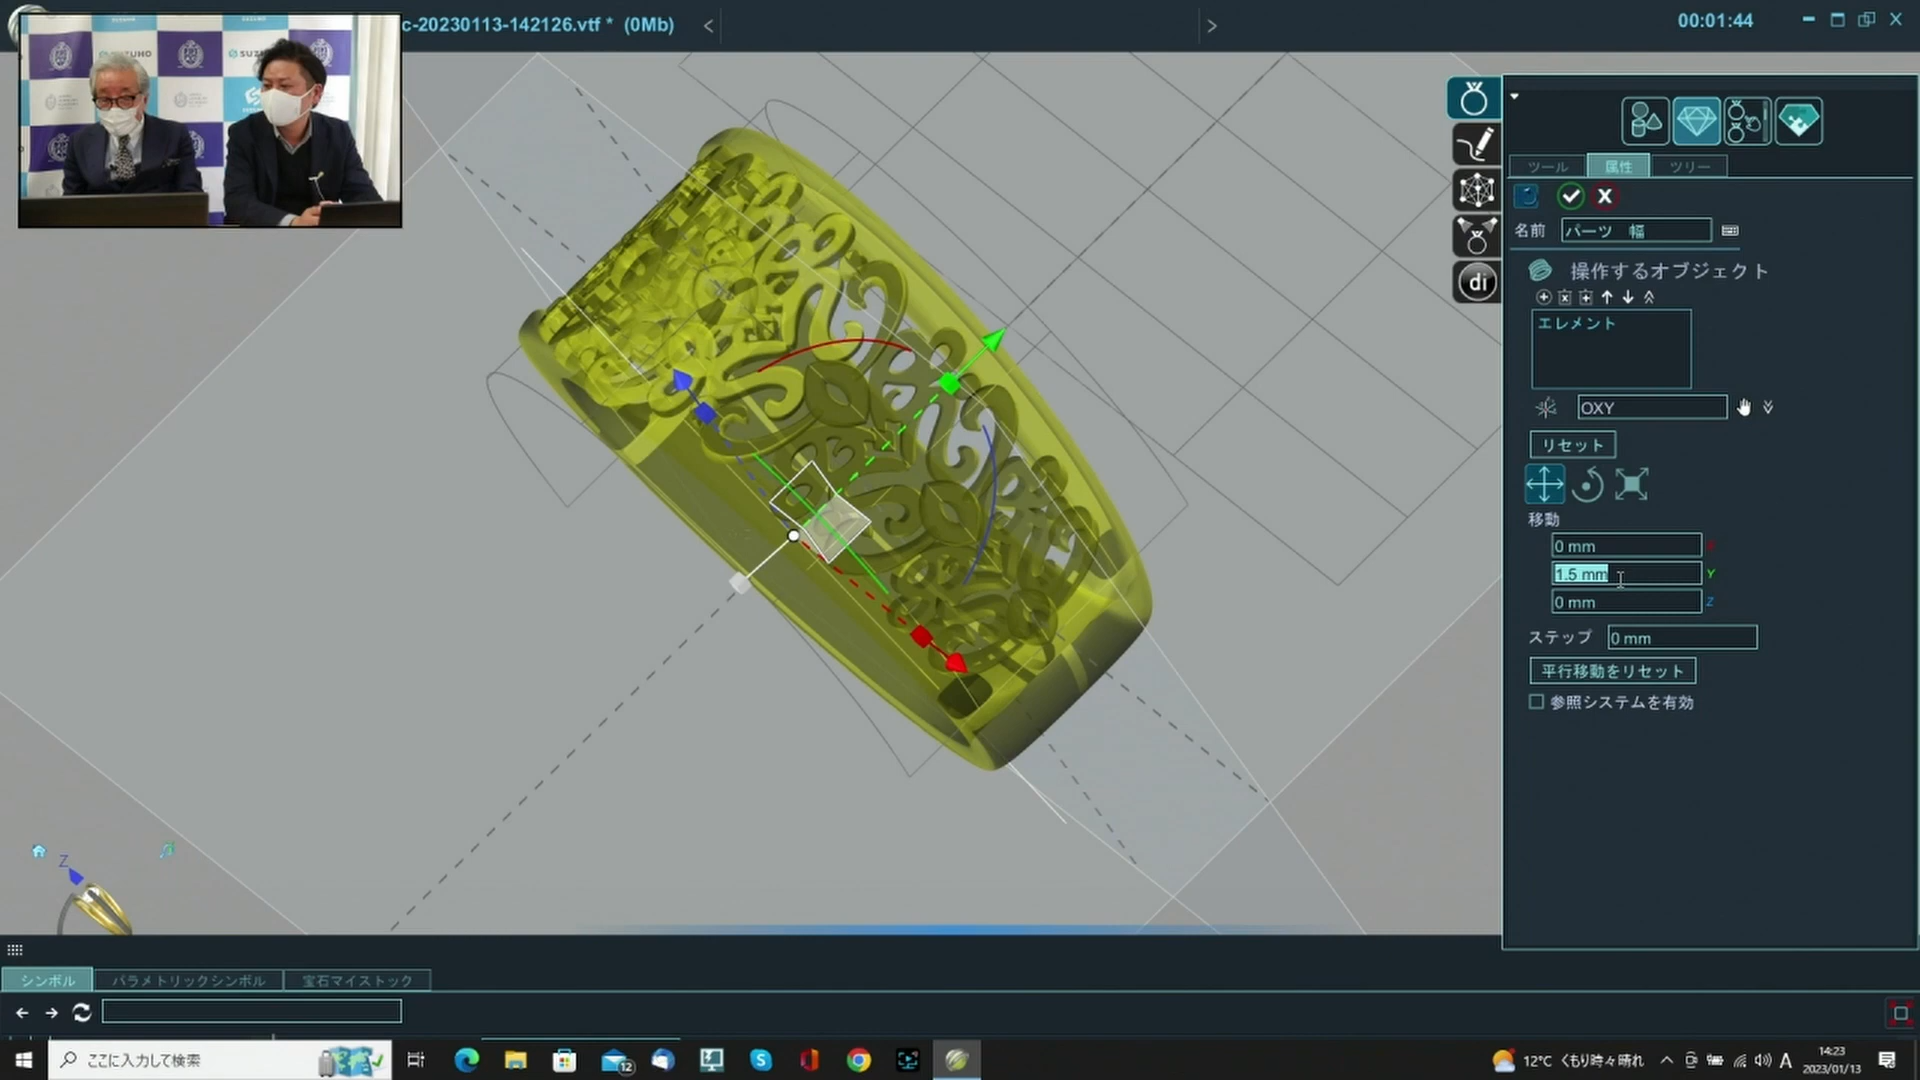 c-20230113-142126.vtf * (0Mb)
00:01:44
SUZUHO
di
ツール
属性
ツリー
名前
パーツ 幅
操作するオブジェクト
エレメント
OXY
リセット
移動
0 mm
1.5 mm
Y
0 mm
Z
ステップ
0 mm
平行移動をリセット
参照システムを有効
Z
シンボル
パラメトリックシンボル
宝石マイストック
ここに入力して検索
12
12°C くもり時々晴れ
A
14:23
2023/01/13